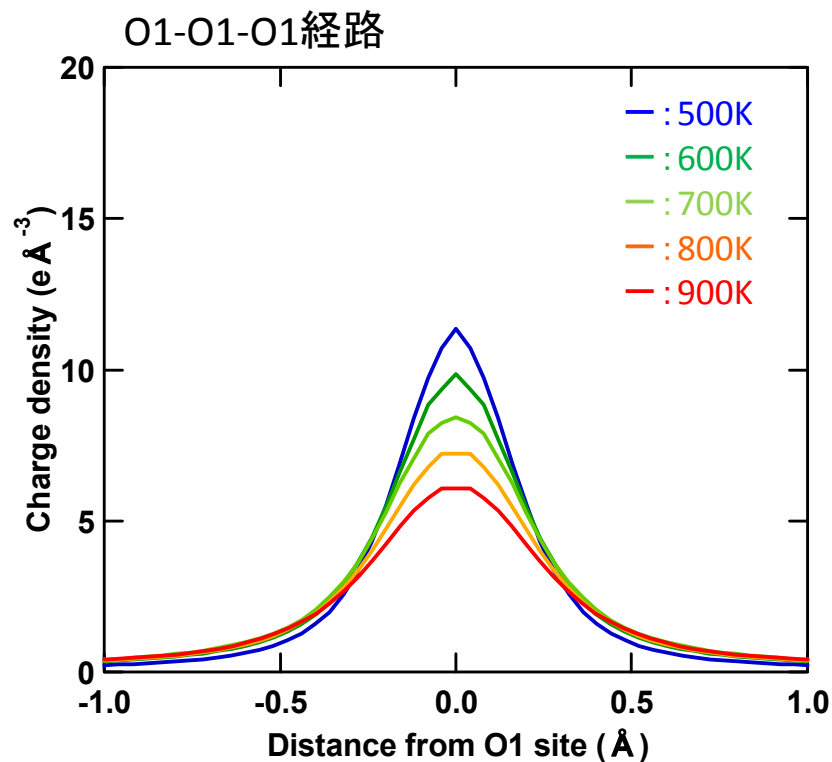 O1-O1-O1経路
20
15
10
5
0
Charge density (eÅ⁻³)
: 500K
: 600K
: 700K
: 800K
: 900K
-1.0 -0.5 0.0 0.5 1.0
Distance from O1 site (Å)